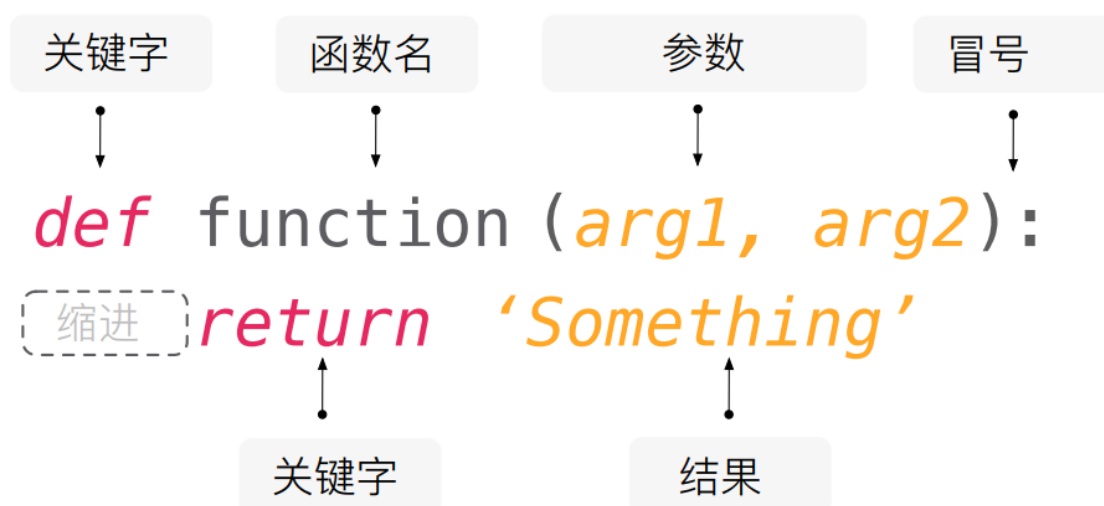 关键字 函数名 参数 冒号
def function (arg1, arg2):
缩进 return ‘Something’
关键字 结果